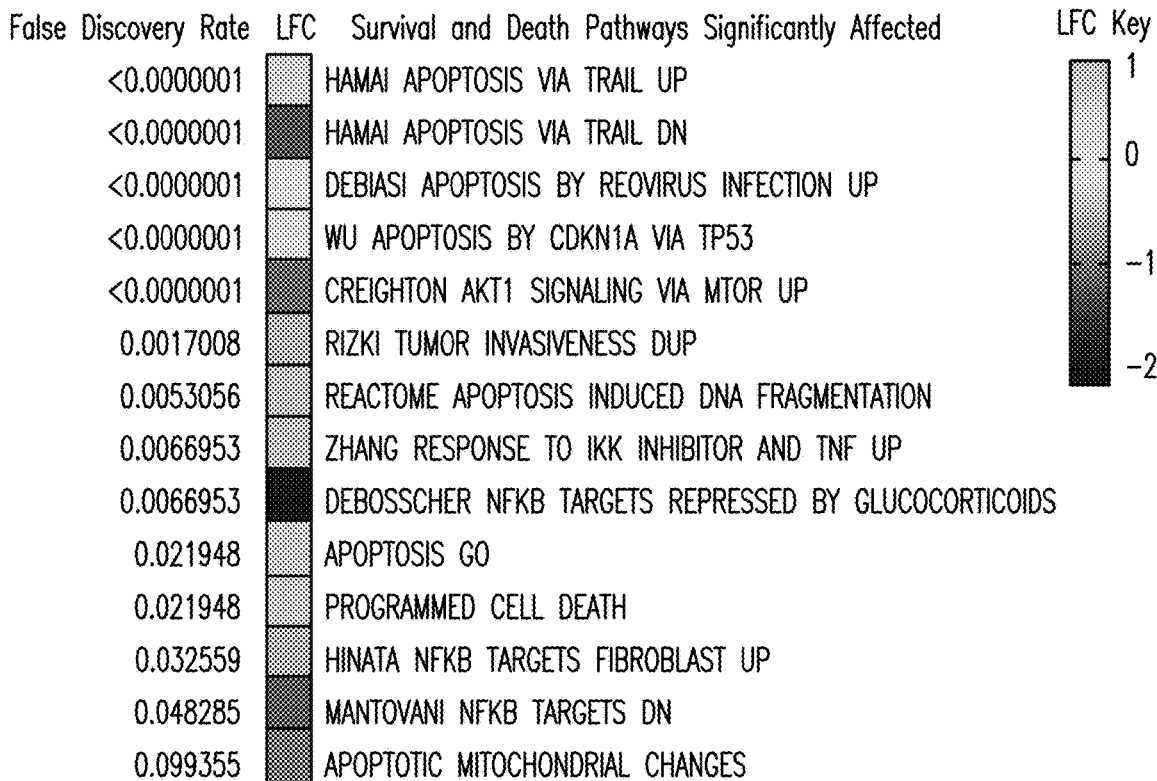 False Discovery Rate LFC Survival and Death Pathways Significantly Affected LFC Key
<0.0000001 HAMAI APOPTOSIS VIA TRAIL UP 1
<0.0000001 HAMAI APOPTOSIS VIA TRAIL DN 0
<0.0000001 DEBIASI APOPTOSIS BY REOVIRUS INFECTION UP
<0.0000001 WU APOPTOSIS BY CDKN1A VIA TP53
<0.0000001 CREIGHTON AKT1 SIGNALING VIA MTOR UP -1
0.0017008 RIZKI TUMOR INVASIVENESS DUP
0.0053056 REACTOME APOPTOSIS INDUCED DNA FRAGMENTATION -2
0.0066953 ZHANG RESPONSE TO IKK INHIBITOR AND TNF UP
0.0066953 DEBOSSCHER NFKB TARGETS REPRESSED BY GLUCOCORTICOIDS
0.021948 APOPTOSIS GO
0.021948 PROGRAMMED CELL DEATH
0.032559 HINATA NFKB TARGETS FIBROBLAST UP
0.048285 MANTOVANI NFKB TARGETS DN
0.099355 APOPTOTIC MITOCHONDRIAL CHANGES